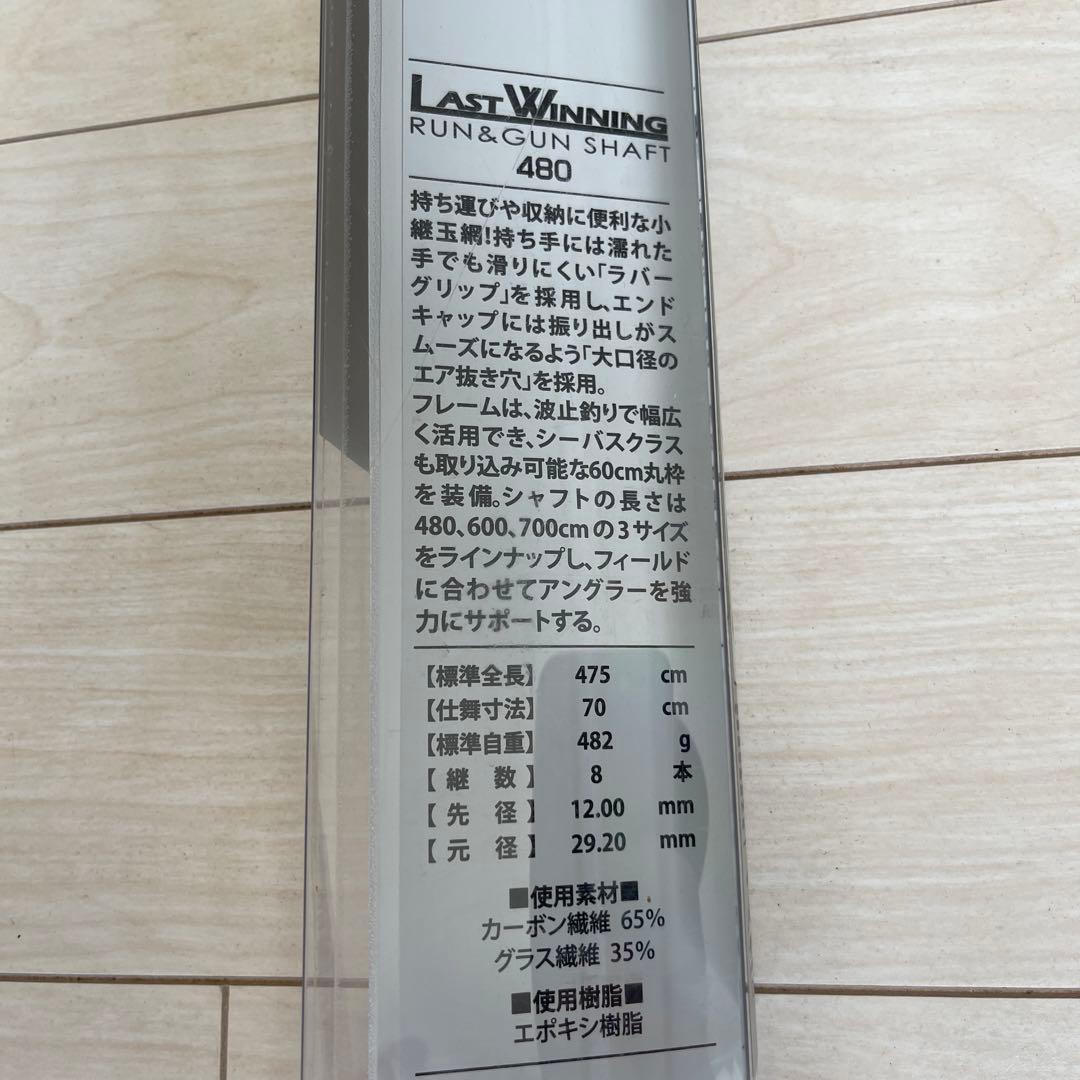 LAST WINNING
RUN&GUN SHAFT
480
持ち運びや収納に便利な小
継玉網!持ち手には濡れた
手でも滑りにくい「ラバー
グリップ」を採用し、エンド
キャップには振り出しがス
ムーズになるよう「大口径の
エア抜き穴」を採用。
フレームは、波止釣りで幅広
く活用でき、シーバスクラス
も取り込み可能な60cm丸枠
を装備。シャフトの長さは
480、600、700cmの3サイズ
をラインナップし、フィールド
に合わせてアングラーを強
力にサポートする。
【標準全長】 475 cm
【仕舞寸法】 70 cm
【標準自重】 482 g
【継 数】 8 本
【先 径】 12.00 mm
【元 径】 29.20 mm
■使用素材■
カーボン繊維 65%
グラス繊維 35%
■使用樹脂■
エポキシ樹脂